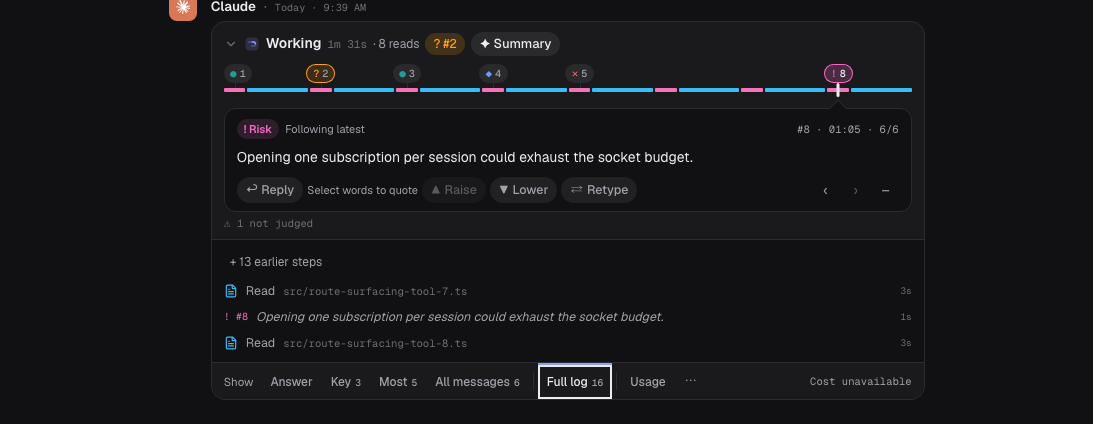 Claude · Today · 9:39 AM
Working 1m 31s · 8 reads ? #2 ✦ Summary
● 1 ? 2 ● 3 ◆ 4 × 5 ! 8
! Risk Following latest #8 · 01:05 · 6/6
Opening one subscription per session could exhaust the socket budget.
↩ Reply Select words to quote ▲ Raise ▼ Lower ⇄ Retype ‹ › –
⚠ 1 not judged
+ 13 earlier steps
Read src/route-surfacing-tool-7.ts 3s
! #8 Opening one subscription per session could exhaust the socket budget. 1s
Read src/route-surfacing-tool-8.ts 3s
Show Answer Key 3 Most 5 All messages 6 Full log 16 Usage ··· Cost unavailable